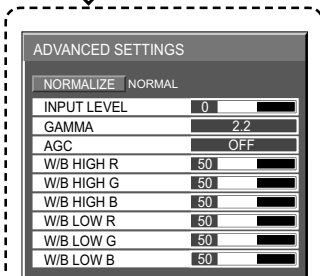 ADVANCED SETTINGS
NORMALIZE NORMAL
INPUT LEVEL 0
GAMMA 2.2
AGC OFF
W/B HIGH R 50
W/B HIGH G 50
W/B HIGH B 50
W/B LOW R 50
W/B LOW G 50
W/B LOW B 50